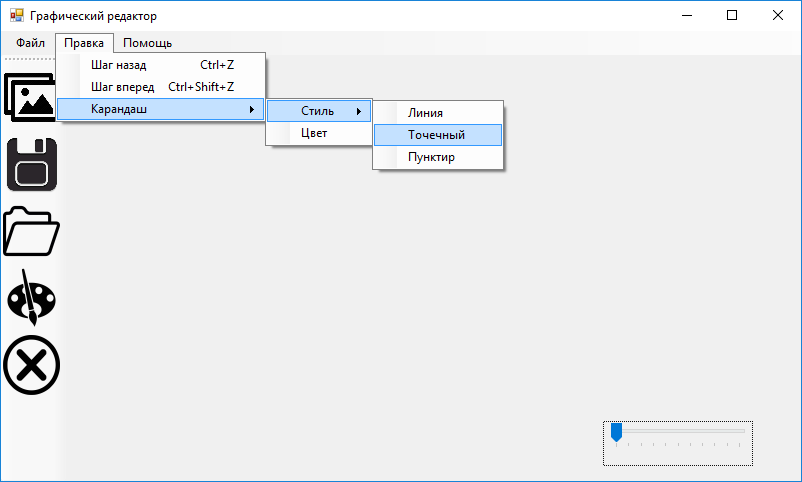 Графический редактор
Файл Правка Помощь
Шаг назад Ctrl+Z
Шаг вперед Ctrl+Shift+Z
Карандаш Стиль Линия
Цвет Точечный
Пунктир